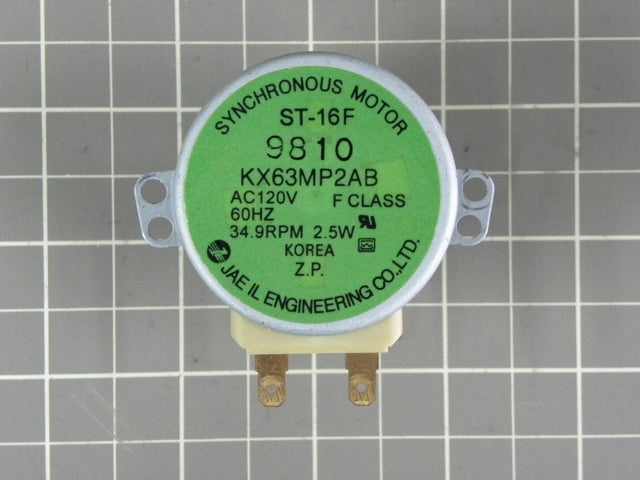 SYNCHRONOUS MOTOR
ST-16F
9810
KX63MP2AB
AC120V F CLASS
60HZ
34.9RPM 2.5W
KOREA
Z.P.
JAE IL ENGINEERING CO.,LTD.